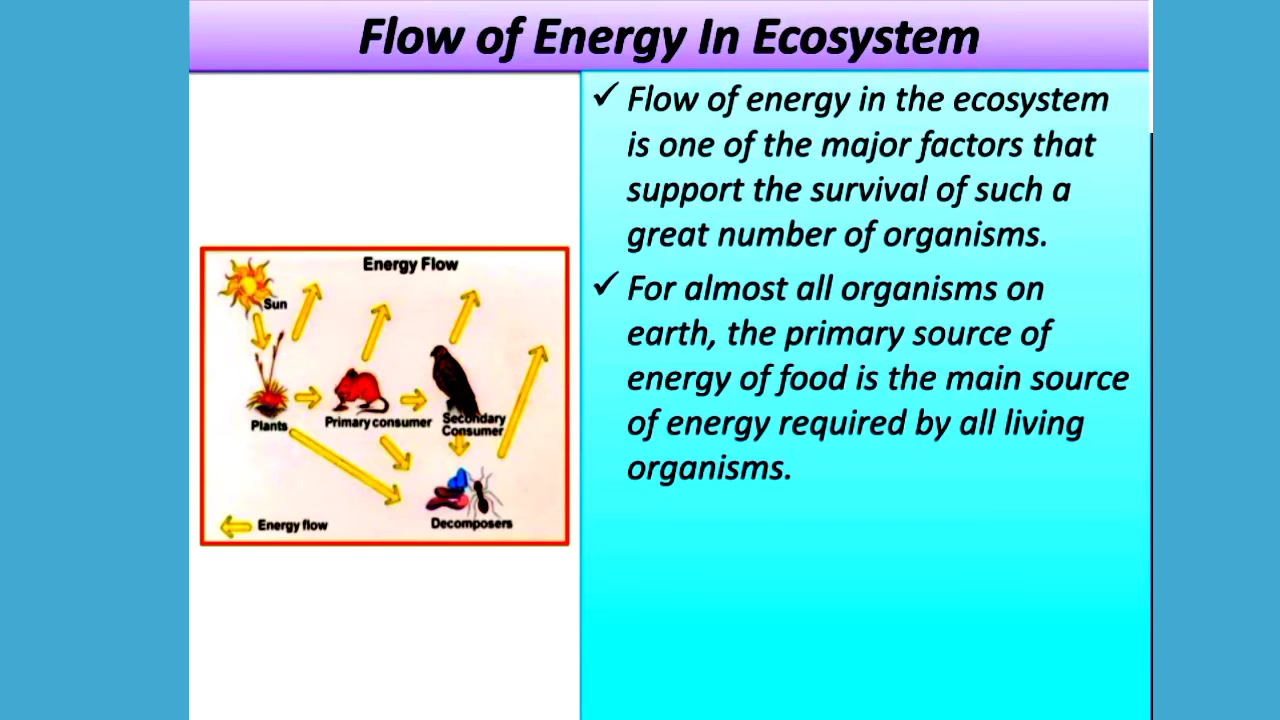 Flow of Energy In Ecosystem
Energy Flow
Sun
Plants
Primary consumer
Secondary
Consumer
Decomposers
Energy flow
✓ Flow of energy in the ecosystem
is one of the major factors that
support the survival of such a
great number of organisms.
✓ For almost all organisms on
earth, the primary source of
energy of food is the main source
of energy required by all living
organisms.